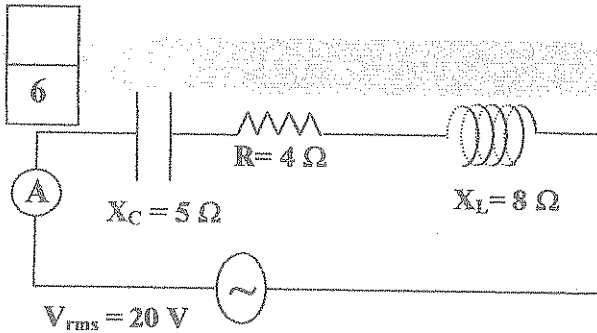 6
R= 4 Ω
A
X_C = 5 Ω
X_L= 8 Ω
~
V_rms = 20 V